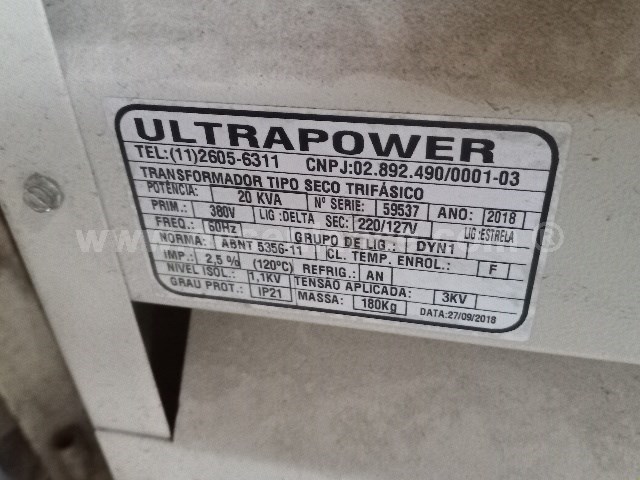 ULTRAPOWER
TEL:(11)2605-6311 CNPJ:02.892.490/0001-03
TRANSFORMADOR TIPO SECO TRIFÁSICO
POTÊNCIA: 20 KVA Nº SERIE: 59537 ANO: 2018
PRIM.: 380V LIG:DELTA SEC: 220/127V LIG:ESTRELA
FREQ.: 60Hz GRUPO DE LIG.: DYN1
NORMA: ABNT 5356-11 CL. TEMP. ENROL.: F
IMP.: 2,5 % (120°C) REFRIG.: AN
NIVEL ISOL.: 1,1KV TENSÃO APLICADA: 3KV
GRAU PROT.: IP21 MASSA: 180Kg DATA:27/09/2018